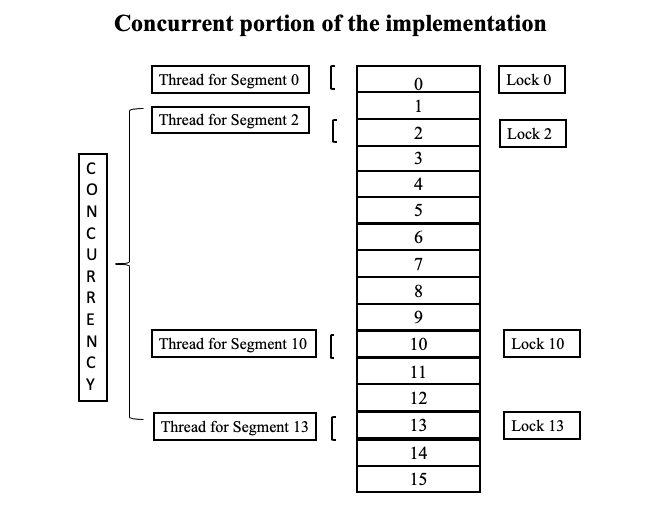 Concurrent portion of the implementation
Thread for Segment 0
0
Lock 0
1
Thread for Segment 2
2
Lock 2
3
4
5
6
7
8
9
Thread for Segment 10
10
Lock 10
11
12
Thread for Segment 13
13
Lock 13
14
15
CONCURRENCY